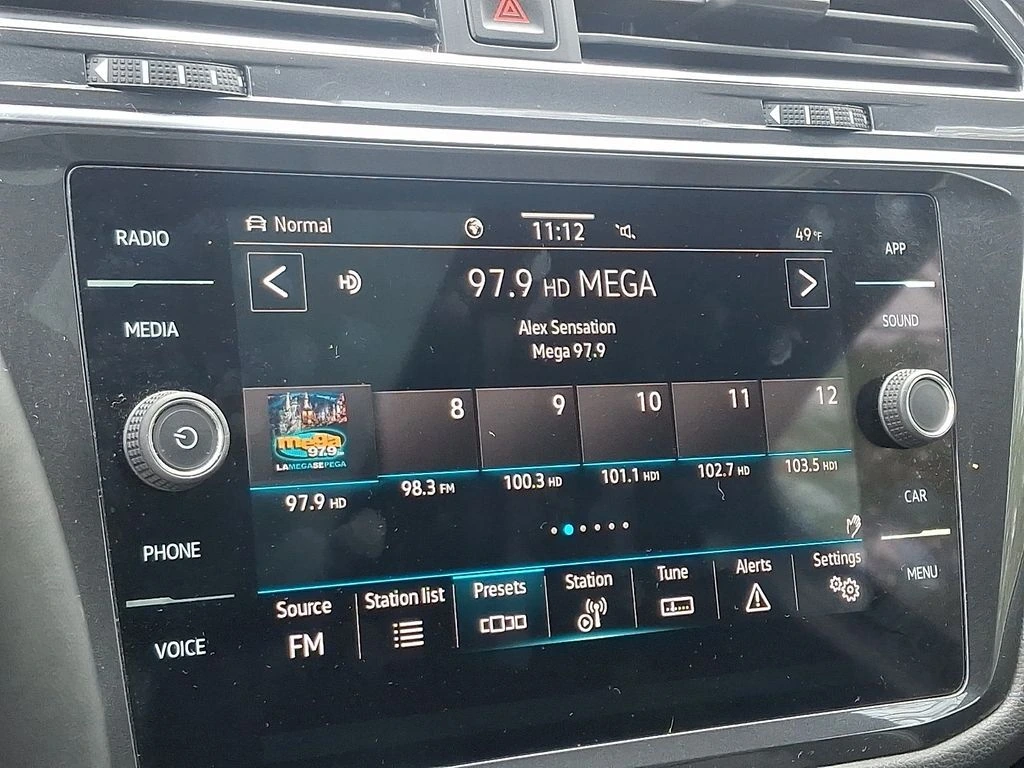 Normal
11:12
49°F
RADIO
APP
HD
97.9 HD MEGA
MEDIA
SOUND
Alex Sensation
Mega 97.9
mega
97.9
LAMEGASEPEGA
8
9
10
11
12
97.9 HD
98.3 FM
100.3 HD
101.1 HD1
102.7 HD
103.5 HD1
CAR
PHONE
MENU
VOICE
Source
FM
Station list
Presets
Station
Tune
Alerts
Settings